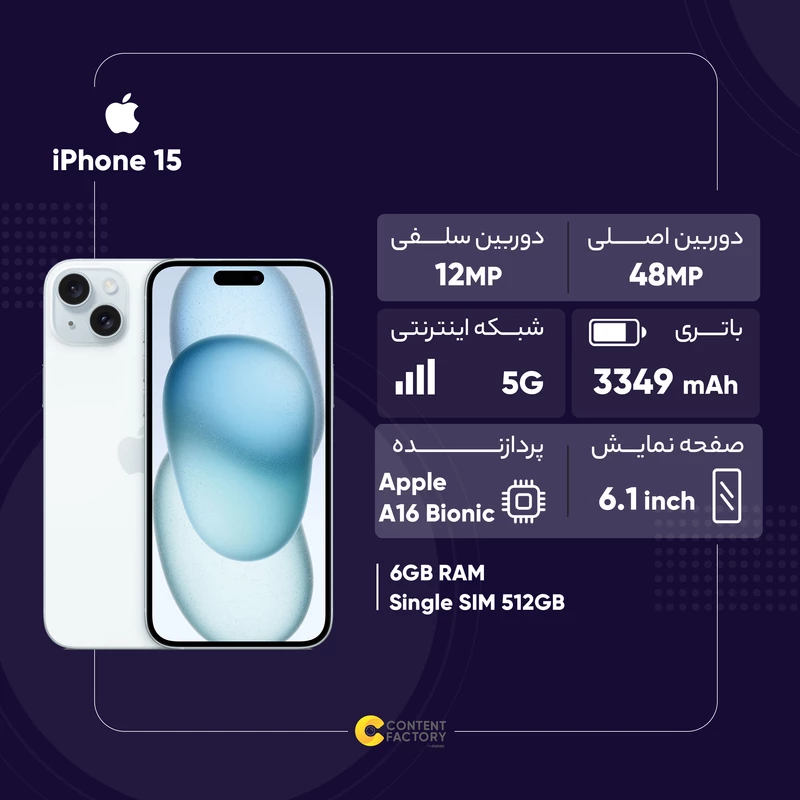 iPhone 15
دوربین اصلی
48MP
دوربین سلفی
12MP
باتری
3349 mAh
شبکه اینترنتی
5G
صفحه نمایش
6.1 inch
پردازنده
Apple
A16 Bionic
6GB RAM
Single SIM 512GB
CONTENT
FACTORY